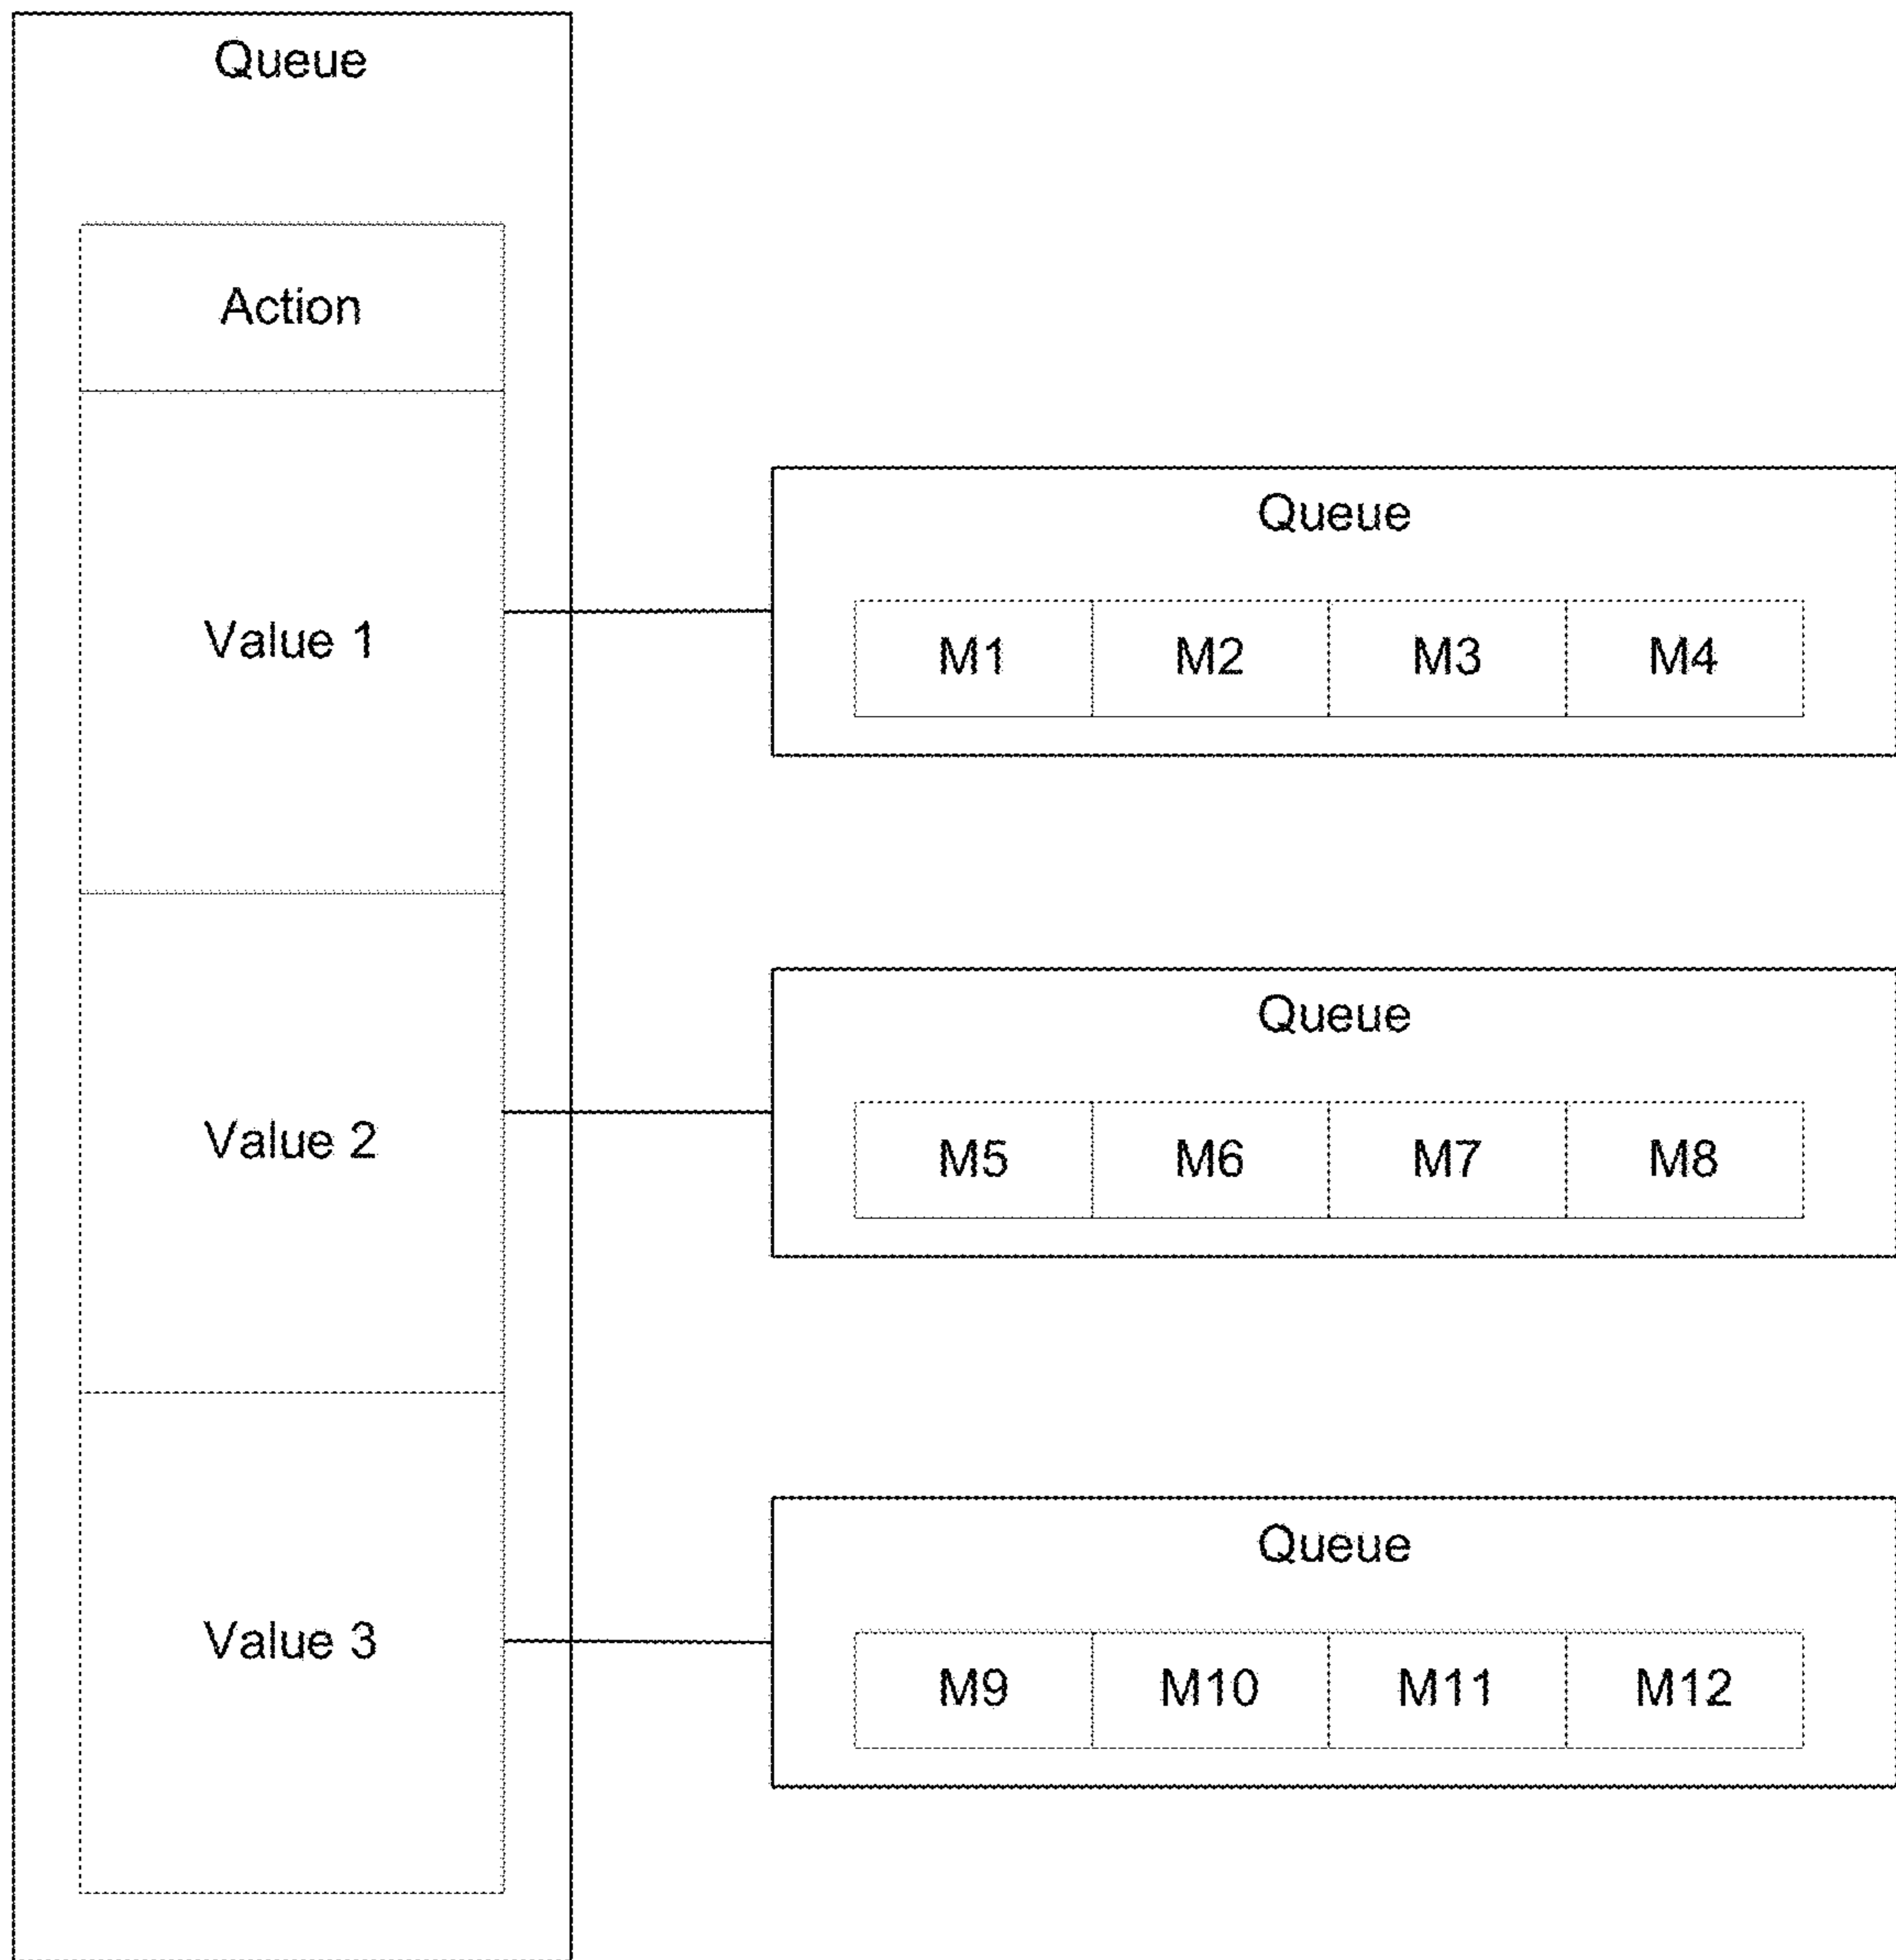 Queue
Action
Value 1
Value 2
Value 3
Queue
M1 M2 M3 M4
Queue
M5 M6 M7 M8
Queue
M9 M10 M11 M12